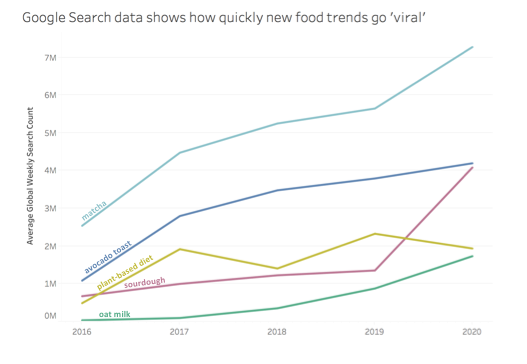 Google Search data shows how quickly new food trends go ‘viral’
7M
6M
5M
4M
3M
2M
1M
0M
Average Global Weekly Search Count
matcha
avocado toast
plant-based diet
sourdough
oat milk
2016
2017
2018
2019
2020